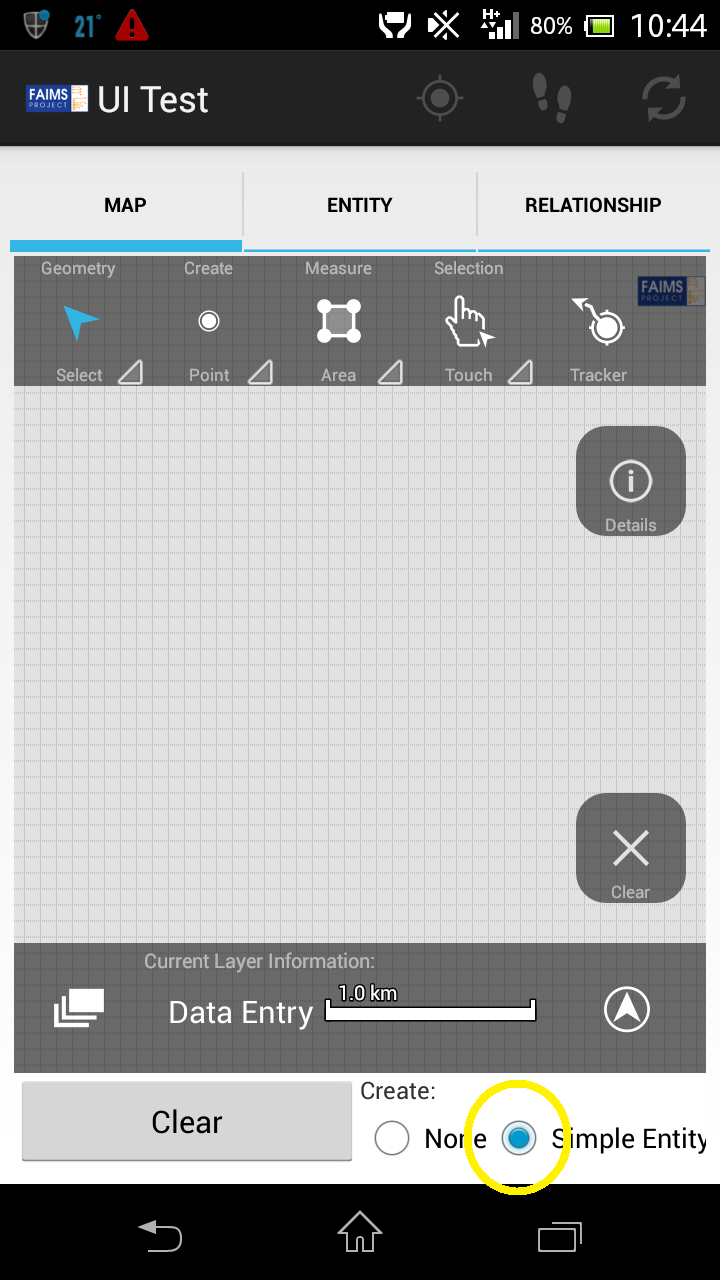 21° 80% 10:44
FAIMS PROJECT UI Test
MAP ENTITY RELATIONSHIP
Geometry Create Measure Selection
FAIMS PROJECT
Select Point Area Touch Tracker
Details
Clear
Current Layer Information:
1.0 km
Data Entry
Create:
Clear
None Simple Entity